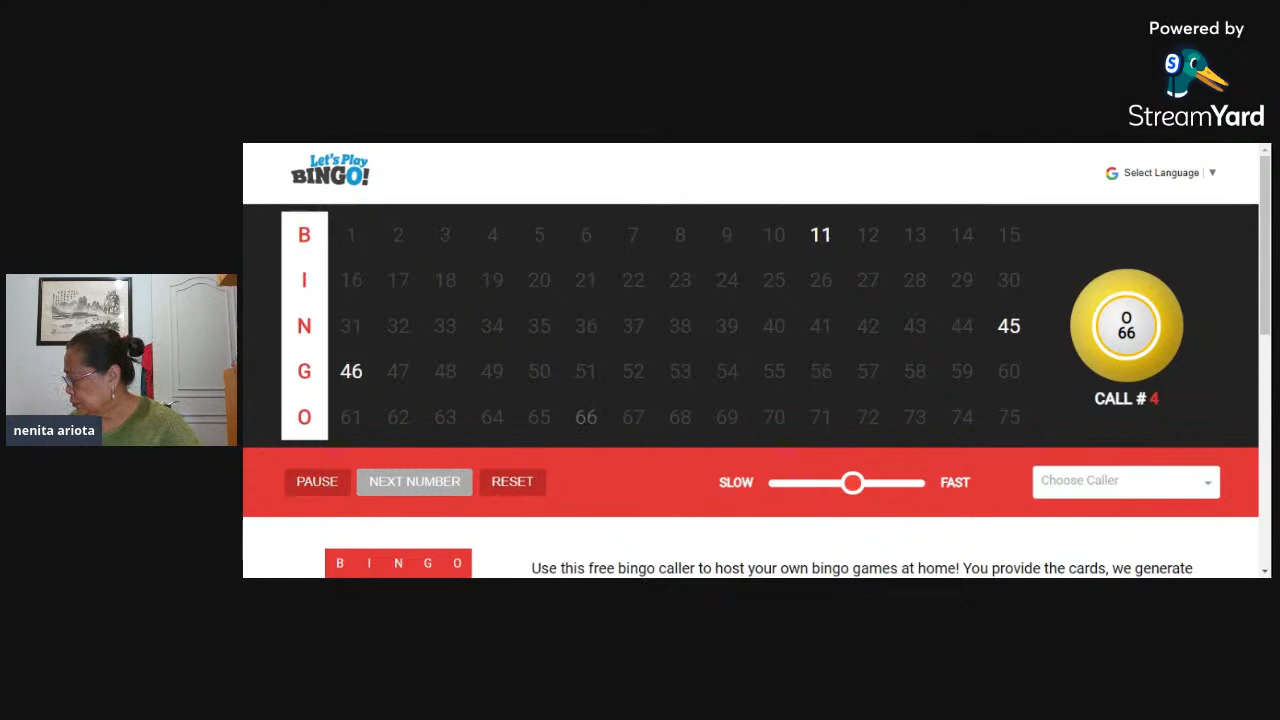 Powered by
StreamYard
Let's Play
BINGO!
Select Language
B 1 2 3 4 5 6 7 8 9 10 11 12 13 14 15
I 16 17 18 19 20 21 22 23 24 25 26 27 28 29 30
N 31 32 33 34 35 36 37 38 39 40 41 42 43 44 45
G 46 47 48 49 50 51 52 53 54 55 56 57 58 59 60
O 61 62 63 64 65 66 67 68 69 70 71 72 73 74 75
O
66
CALL # 4
nenita ariota
PAUSE NEXT NUMBER RESET SLOW FAST Choose Caller
B I N G O
Use this free bingo caller to host your own bingo games at home! You provide the cards, we generate